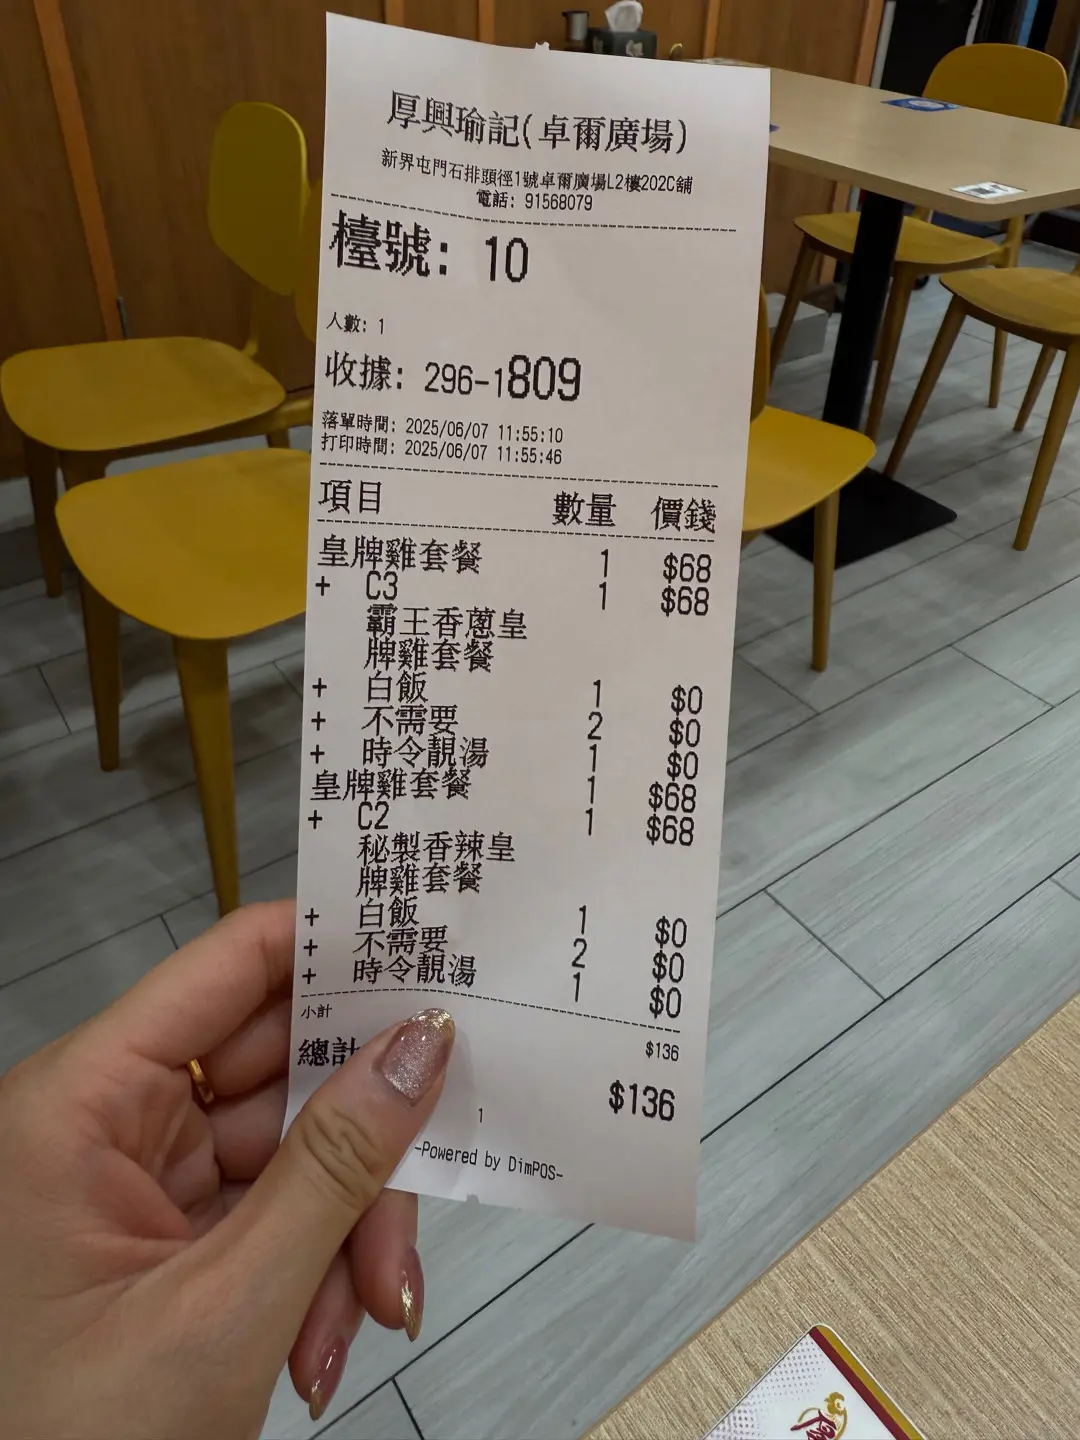 厚興瑜記(卓爾廣場)
新界屯門石排頭徑1號卓爾廣場L2樓202C舖
電話: 91568079
檯號: 10
人數: 1
收據: 296-1809
落單時間: 2025/06/07 11:55:10
打印時間: 2025/06/07 11:55:46
項目 數量 價錢
皇牌雞套餐 1 $68
+ C3 1 $68
霸王香蔥皇
牌雞套餐
+ 白飯 1 $0
+ 不需要 2 $0
+ 時令靚湯 1 $0
皇牌雞套餐 1 $68
+ C2 1 $68
秘製香辣皇
牌雞套餐
+ 白飯 1 $0
+ 不需要 2 $0
+ 時令靚湯 1 $0
小計 $136
總計 $136
1
-Powered by DimPOS-